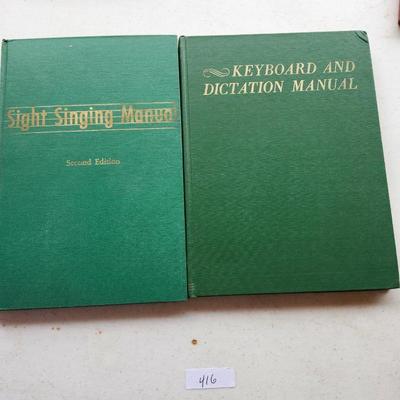 Sight Singing Manual
Second Edition
KEYBOARD AND
DICTATION MANUAL
416